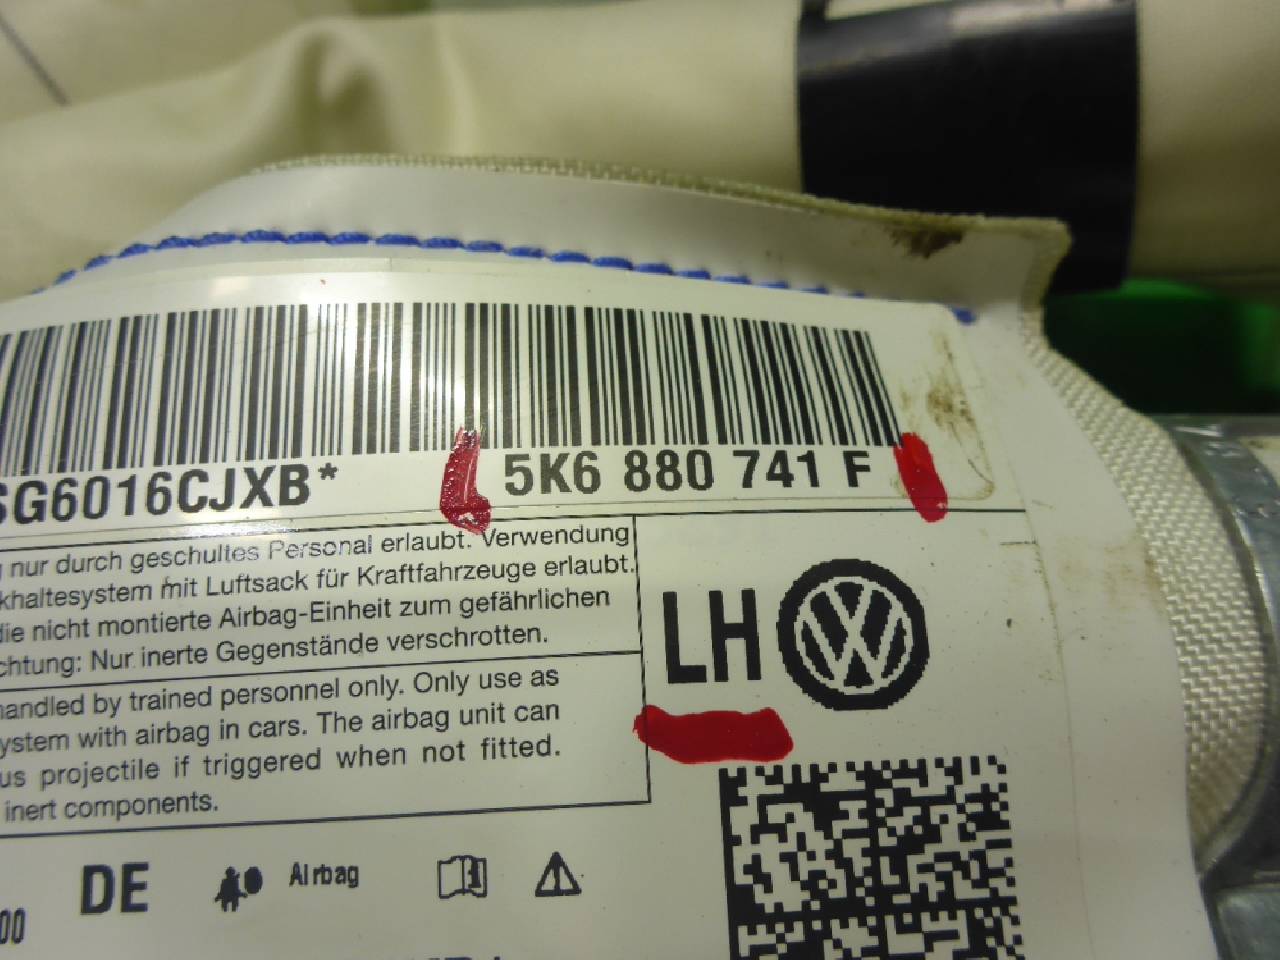 SG6016CJXB* 5K6 880 741 F
nur durch geschultes Personal erlaubt. Verwendung
khaltesystem mit Luftsack für Kraftfahrzeuge erlaubt.
die nicht montierte Airbag-Einheit zum gefährlichen
chtung: Nur inerte Gegenstände verschrotten.
LH
handled by trained personnel only. Only use as
ystem with airbag in cars. The airbag unit can
us projectile if triggered when not fitted.
inert components.
DE Airbag
00